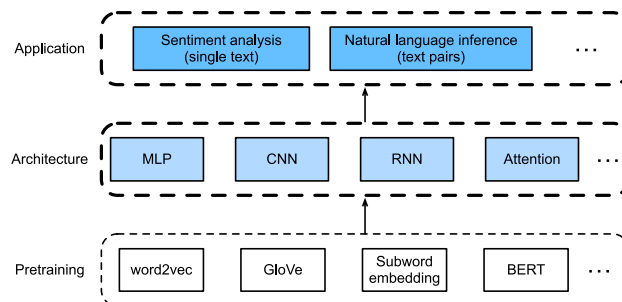 Application
Sentiment analysis
(single text)
Natural language inference
(text pairs)
...
Architecture
MLP
CNN
RNN
Attention
...
Pretraining
word2vec
GloVe
Subword
embedding
BERT
...